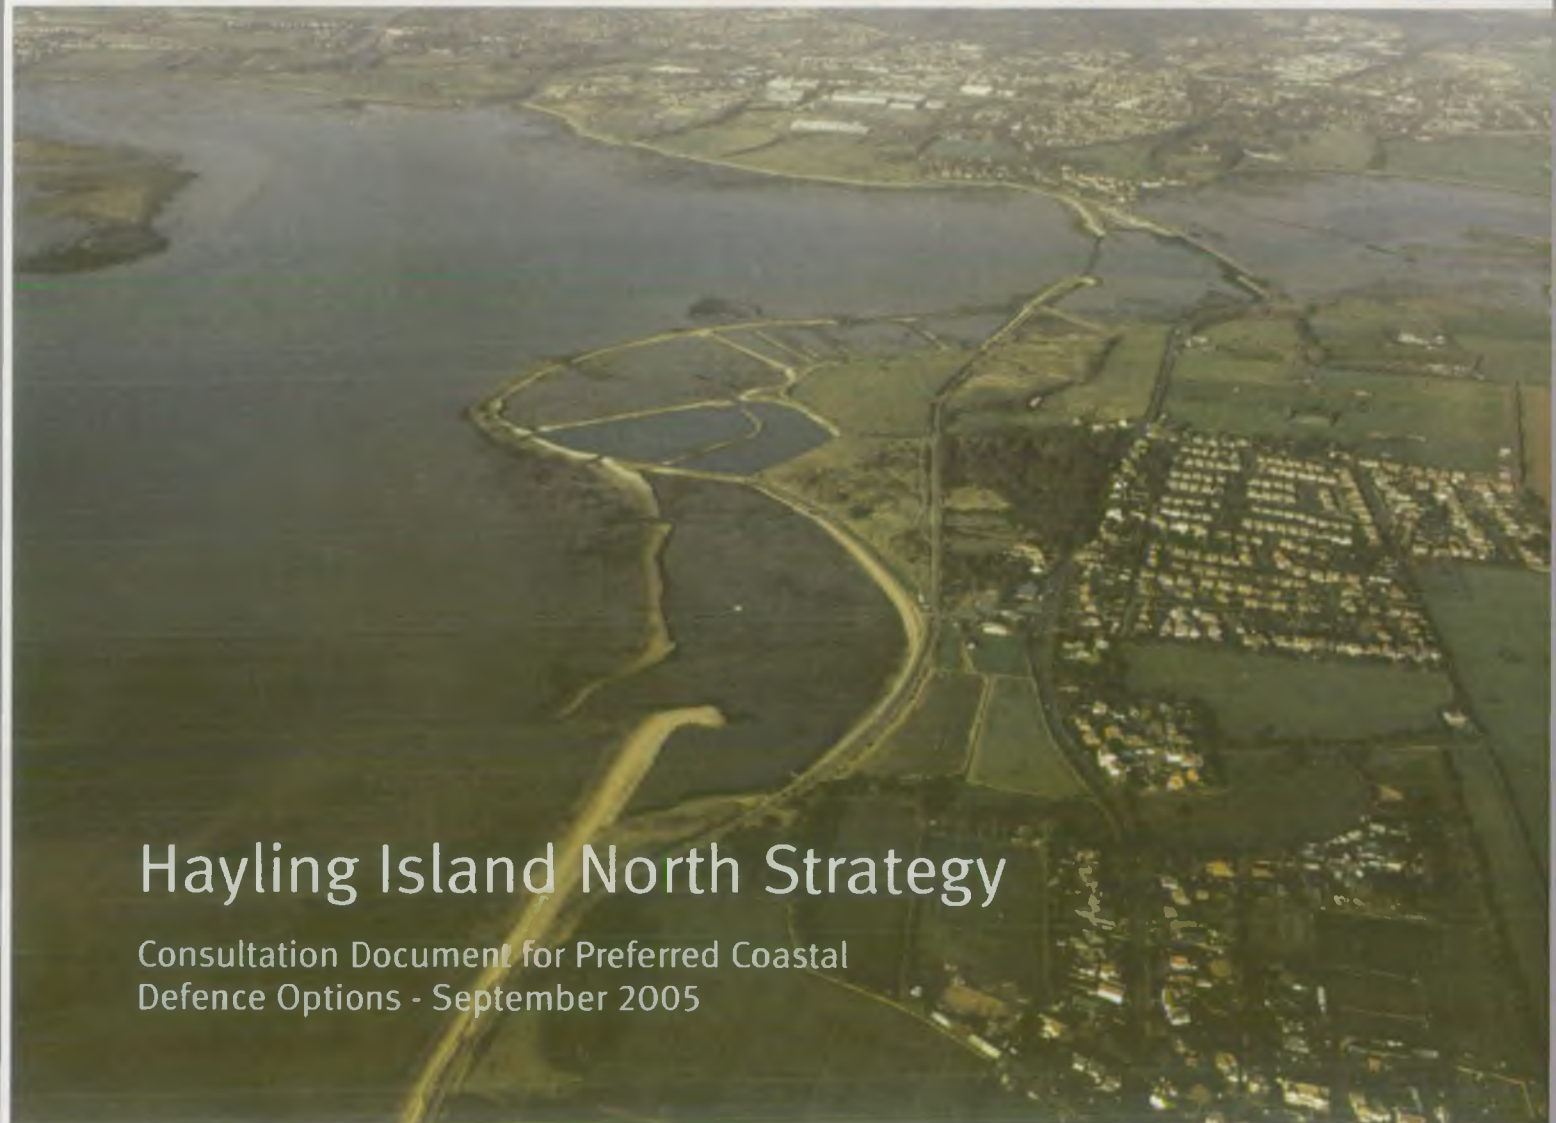 Hayling Island North Strategy
Consultation Document for Preferred Coastal
Defence Options - September 2005